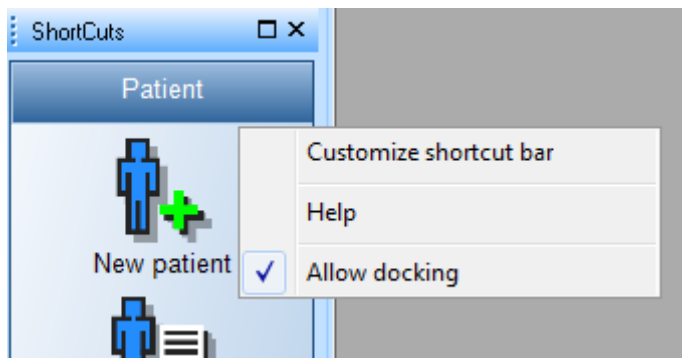 ShortCuts
Patient
Customize shortcut bar
Help
New patient
Allow docking